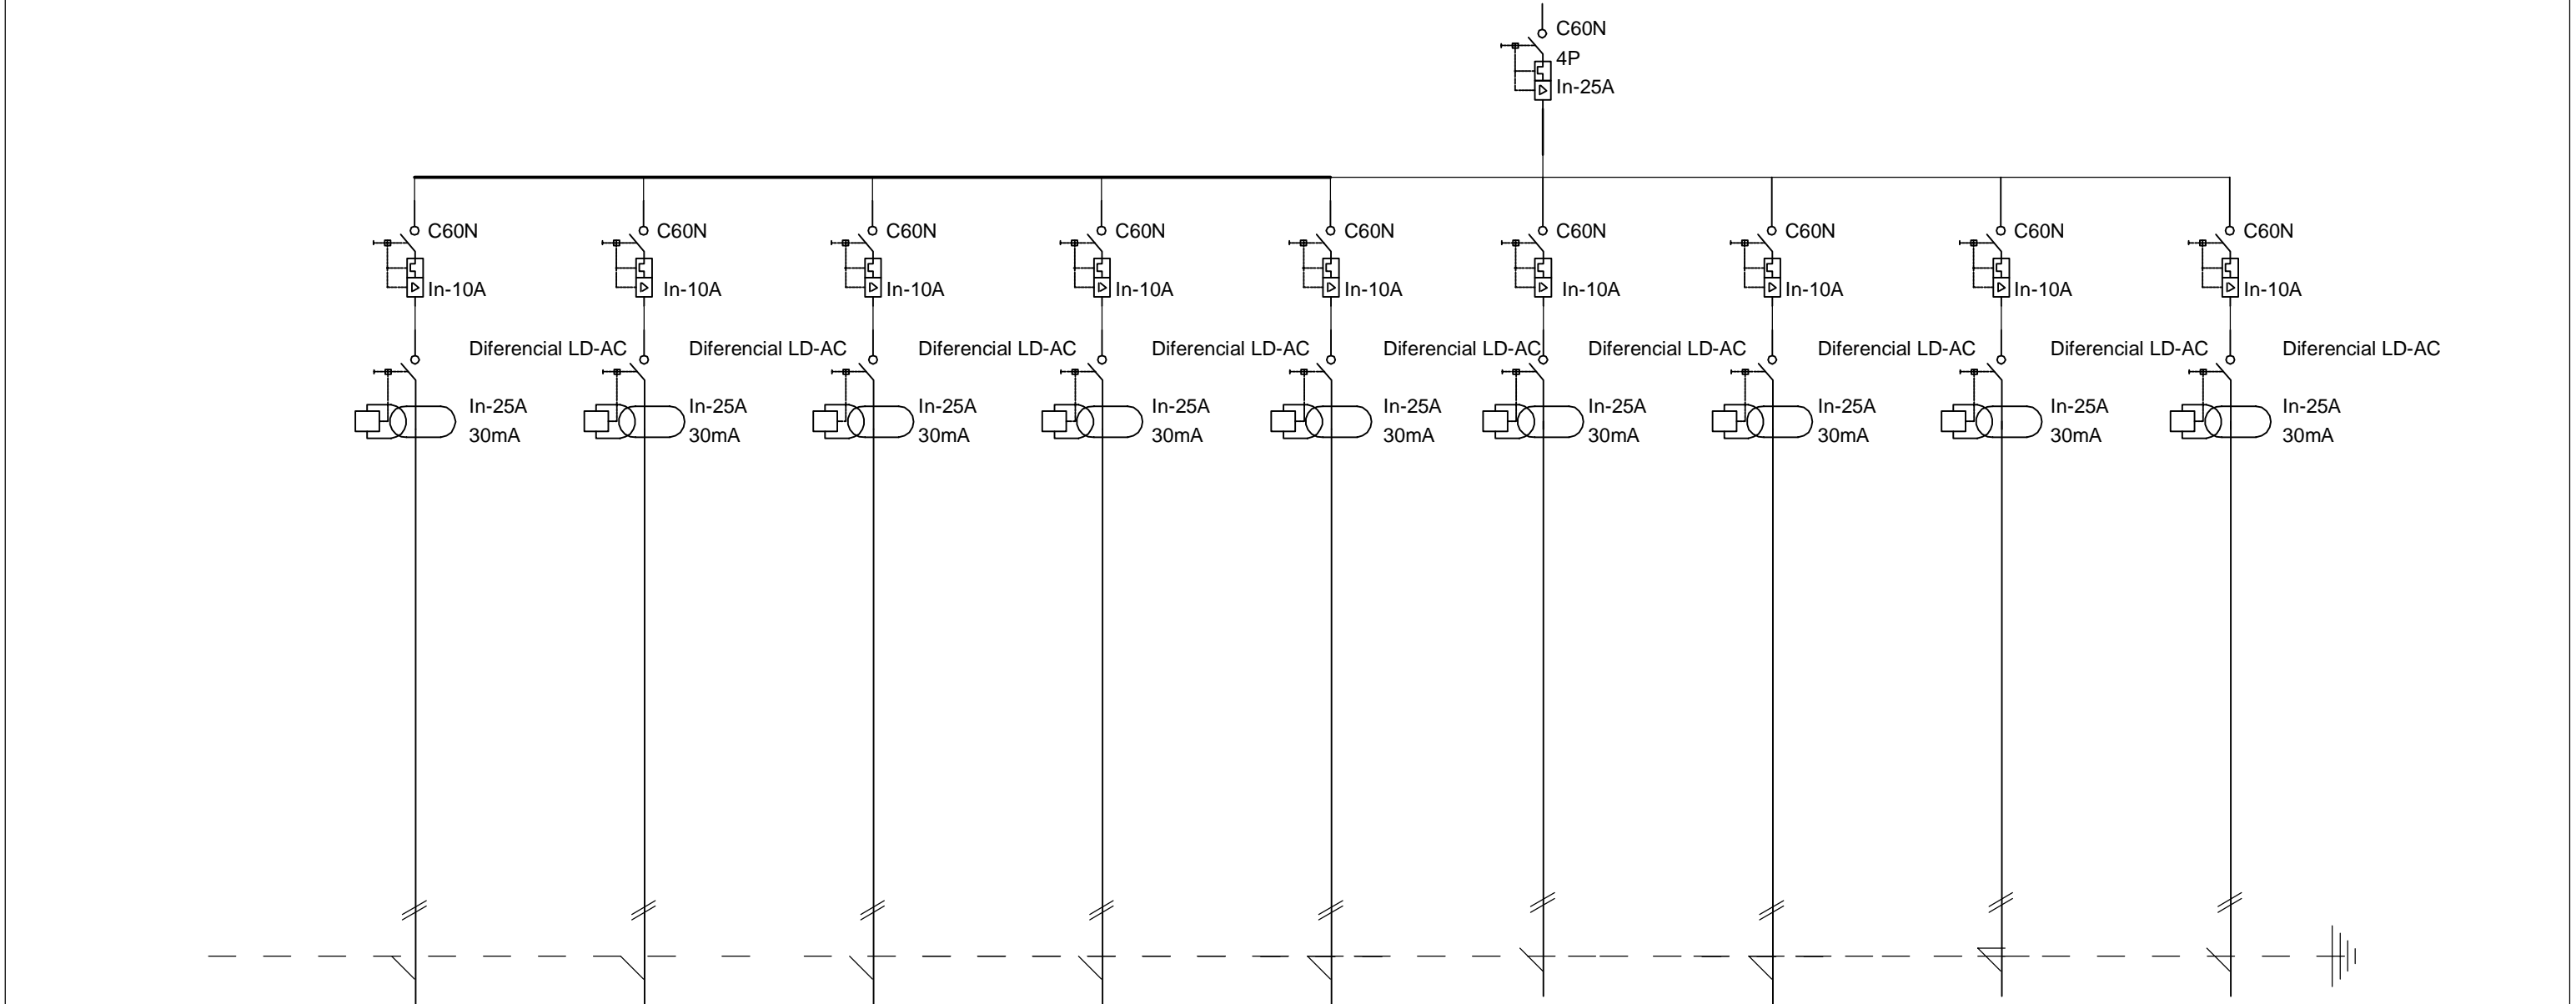 C60N
4P
In-25A
C60N C60N C60N C60N C60N C60N C60N C60N C60N
In-10A In-10A In-10A In-10A In-10A In-10A In-10A In-10A In-10A
Diferencial LD-AC Diferencial LD-AC Diferencial LD-AC Diferencial LD-AC Diferencial LD-AC Diferencial LD-AC Diferencial LD-AC Diferencial LD-AC Diferencial LD-AC
In-25A In-25A In-25A In-25A In-25A In-25A In-25A In-25A In-25A
30mA 30mA 30mA 30mA 30mA 30mA 30mA 30mA 30mA